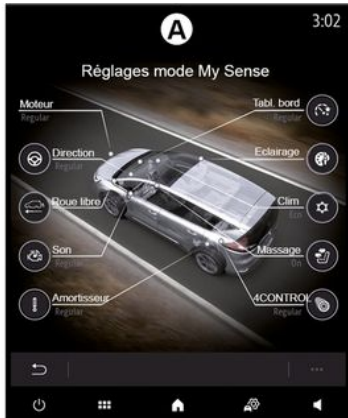 A
3:02
Réglages mode My Sense
Moteur
Regular
Tabl. bord
Regular
Direction
Regular
Eclairage
Roue libre
Clim
Eco
Son
Regular
Massage
On
Amortisseur
Regular
4CONTROL
Regular